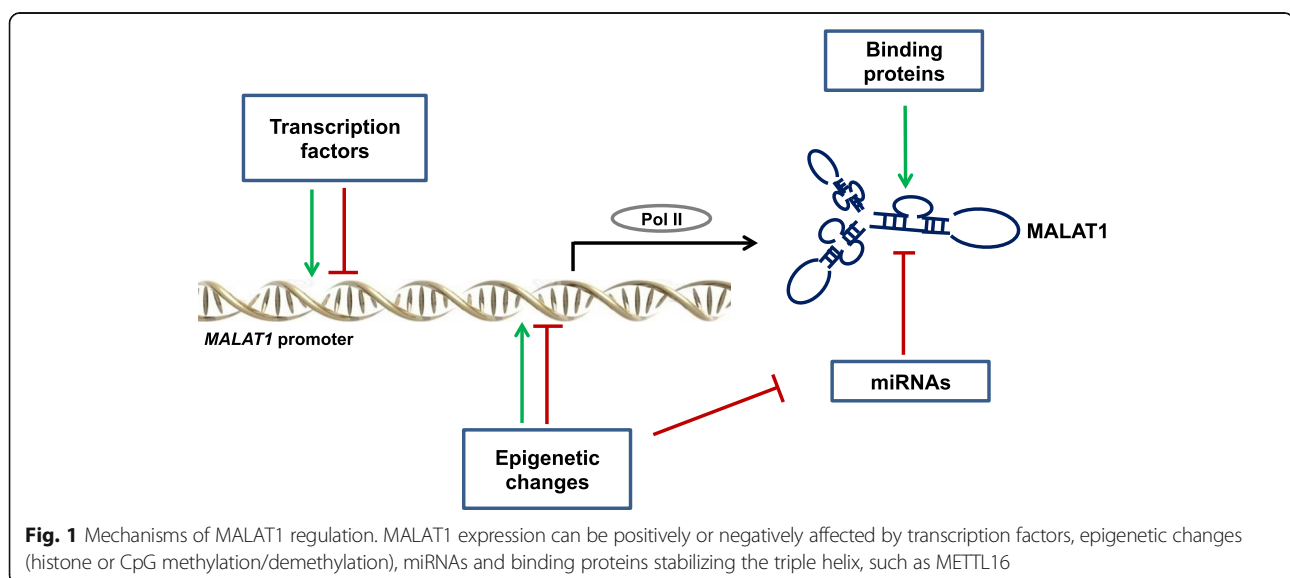 Binding
proteins
Transcription
factors
Pol II
MALAT1
MALAT1 promoter
miRNAs
Epigenetic
changes
Fig. 1 Mechanisms of MALAT1 regulation. MALAT1 expression can be positively or negatively affected by transcription factors, epigenetic changes
(histone or CpG methylation/demethylation), miRNAs and binding proteins stabilizing the triple helix, such as METTL16